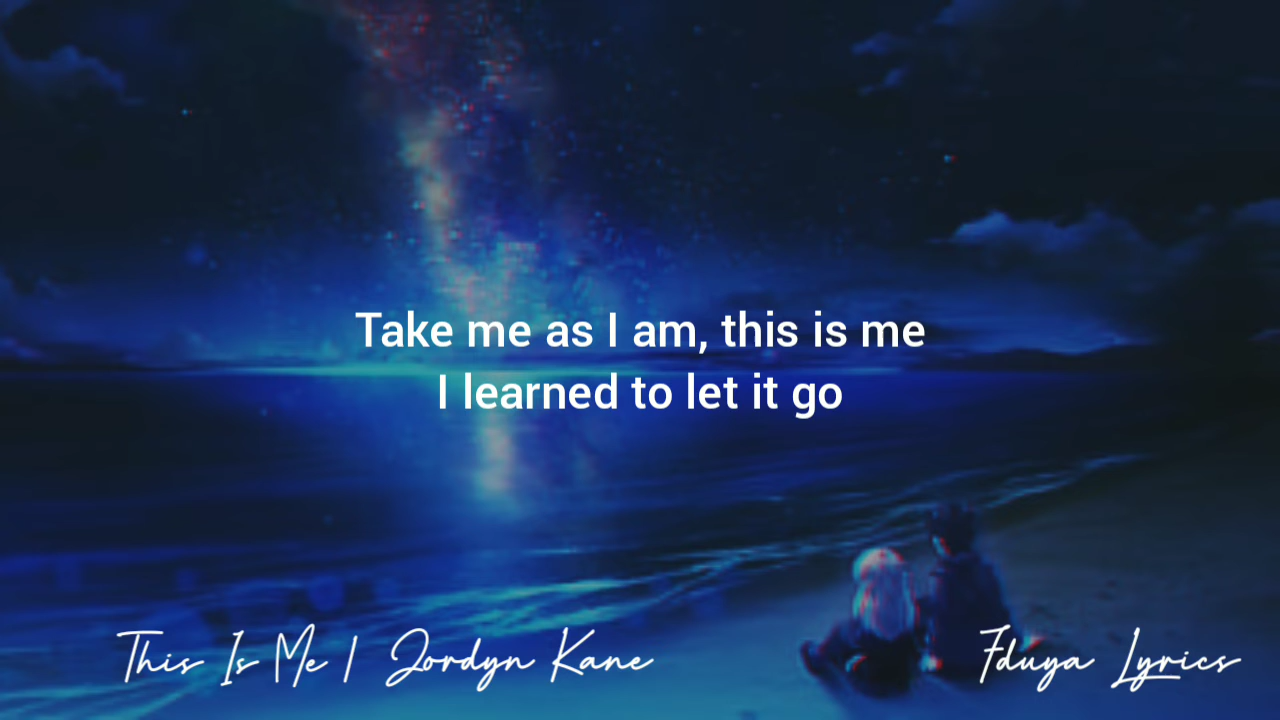 Take me as I am, this is me
I learned to let it go
This Is Me | Jordyn Kane
Fduya Lyrics